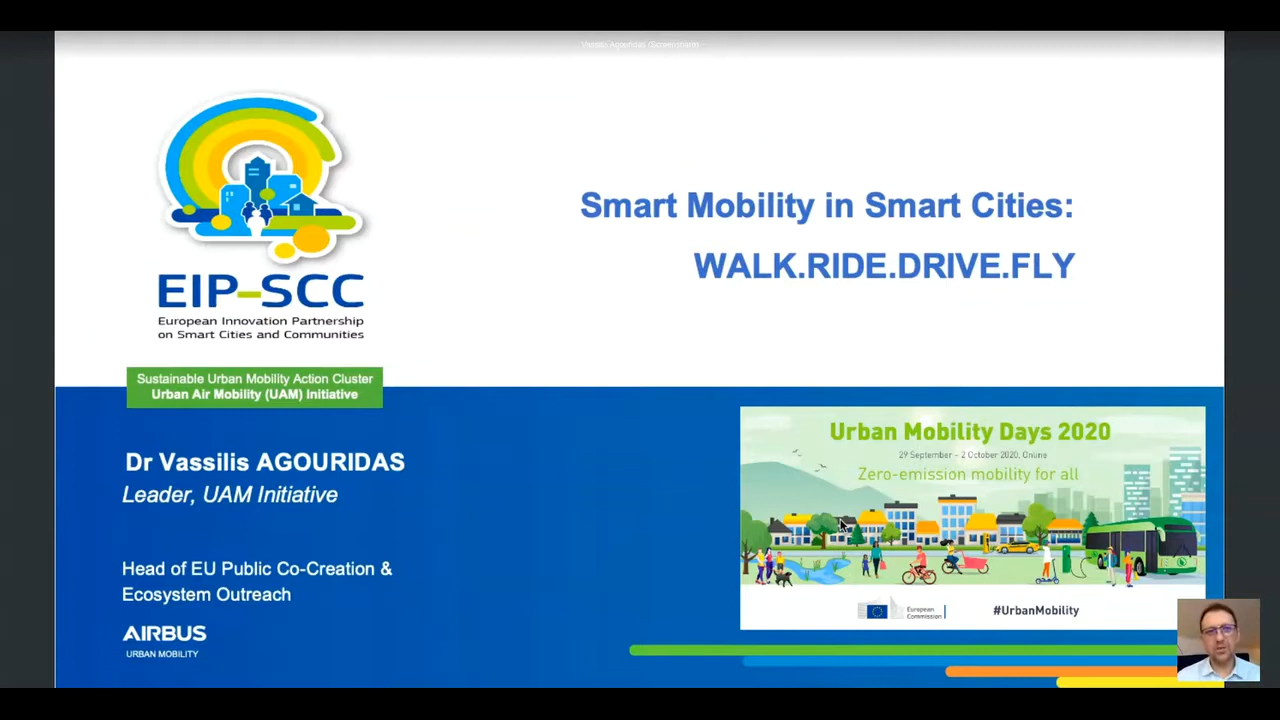 Vassilis Agouridas (Screenshare)
EIP-SCC
European Innovation Partnership
on Smart Cities and Communities
Smart Mobility in Smart Cities:
WALK.RIDE.DRIVE.FLY
Sustainable Urban Mobility Action Cluster
Urban Air Mobility (UAM) Initiative
Dr Vassilis AGOURIDAS
Leader, UAM Initiative
Head of EU Public Co-Creation &
Ecosystem Outreach
AIRBUS
URBAN MOBILITY
Urban Mobility Days 2020
29 September – 2 October 2020, Online
Zero-emission mobility for all
European
Commission
#UrbanMobility